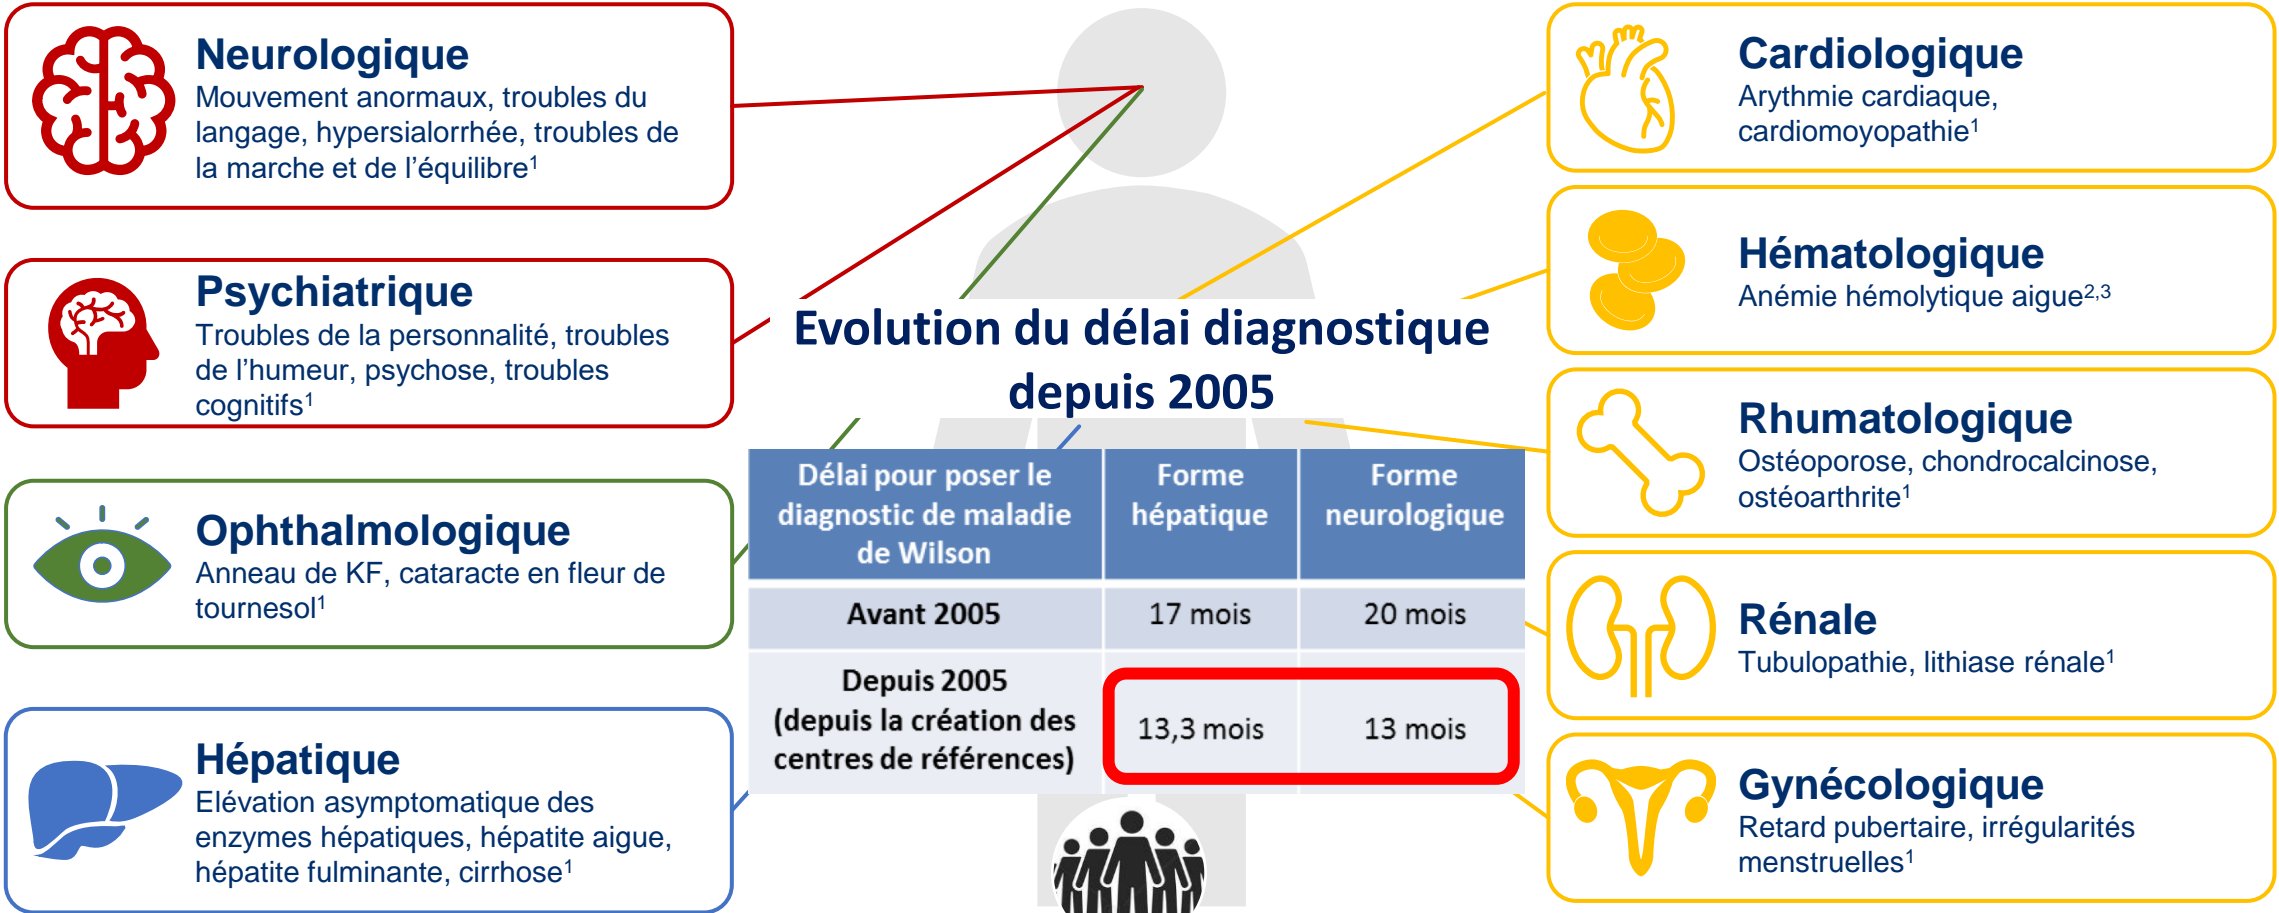 Neurologique
Mouvement anormaux, troubles du
langage, hypersialorrhée, troubles de
la marche et de l'équilibre¹
Psychiatrique
Troubles de la personnalité, troubles
de l'humeur, psychose, troubles
cognitifs¹
Ophthalmologique
Anneau de KF, cataracte en fleur de
tournesol¹
Hépatique
Elévation asymptomatique des
enzymes hépatiques, hépatite aigue,
hépatite fulminante, cirrhose¹
Evolution du délai diagnostique
depuis 2005
Délai pour poser le
diagnostic de maladie
de Wilson
Forme
hépatique
Forme
neurologique
Avant 2005
17 mois
20 mois
Depuis 2005
(depuis la création des
centres de références)
13,3 mois
13 mois
Cardiologique
Arythmie cardiaque,
cardiomoyopathie¹
Hématologique
Anémie hémolytique aigue²,³
Rhumatologique
Ostéoporose, chondrocalcinose,
ostéoarthrite¹
Rénale
Tubulopathie, lithiase rénale¹
Gynécologique
Retard pubertaire, irrégularités
menstruelles¹